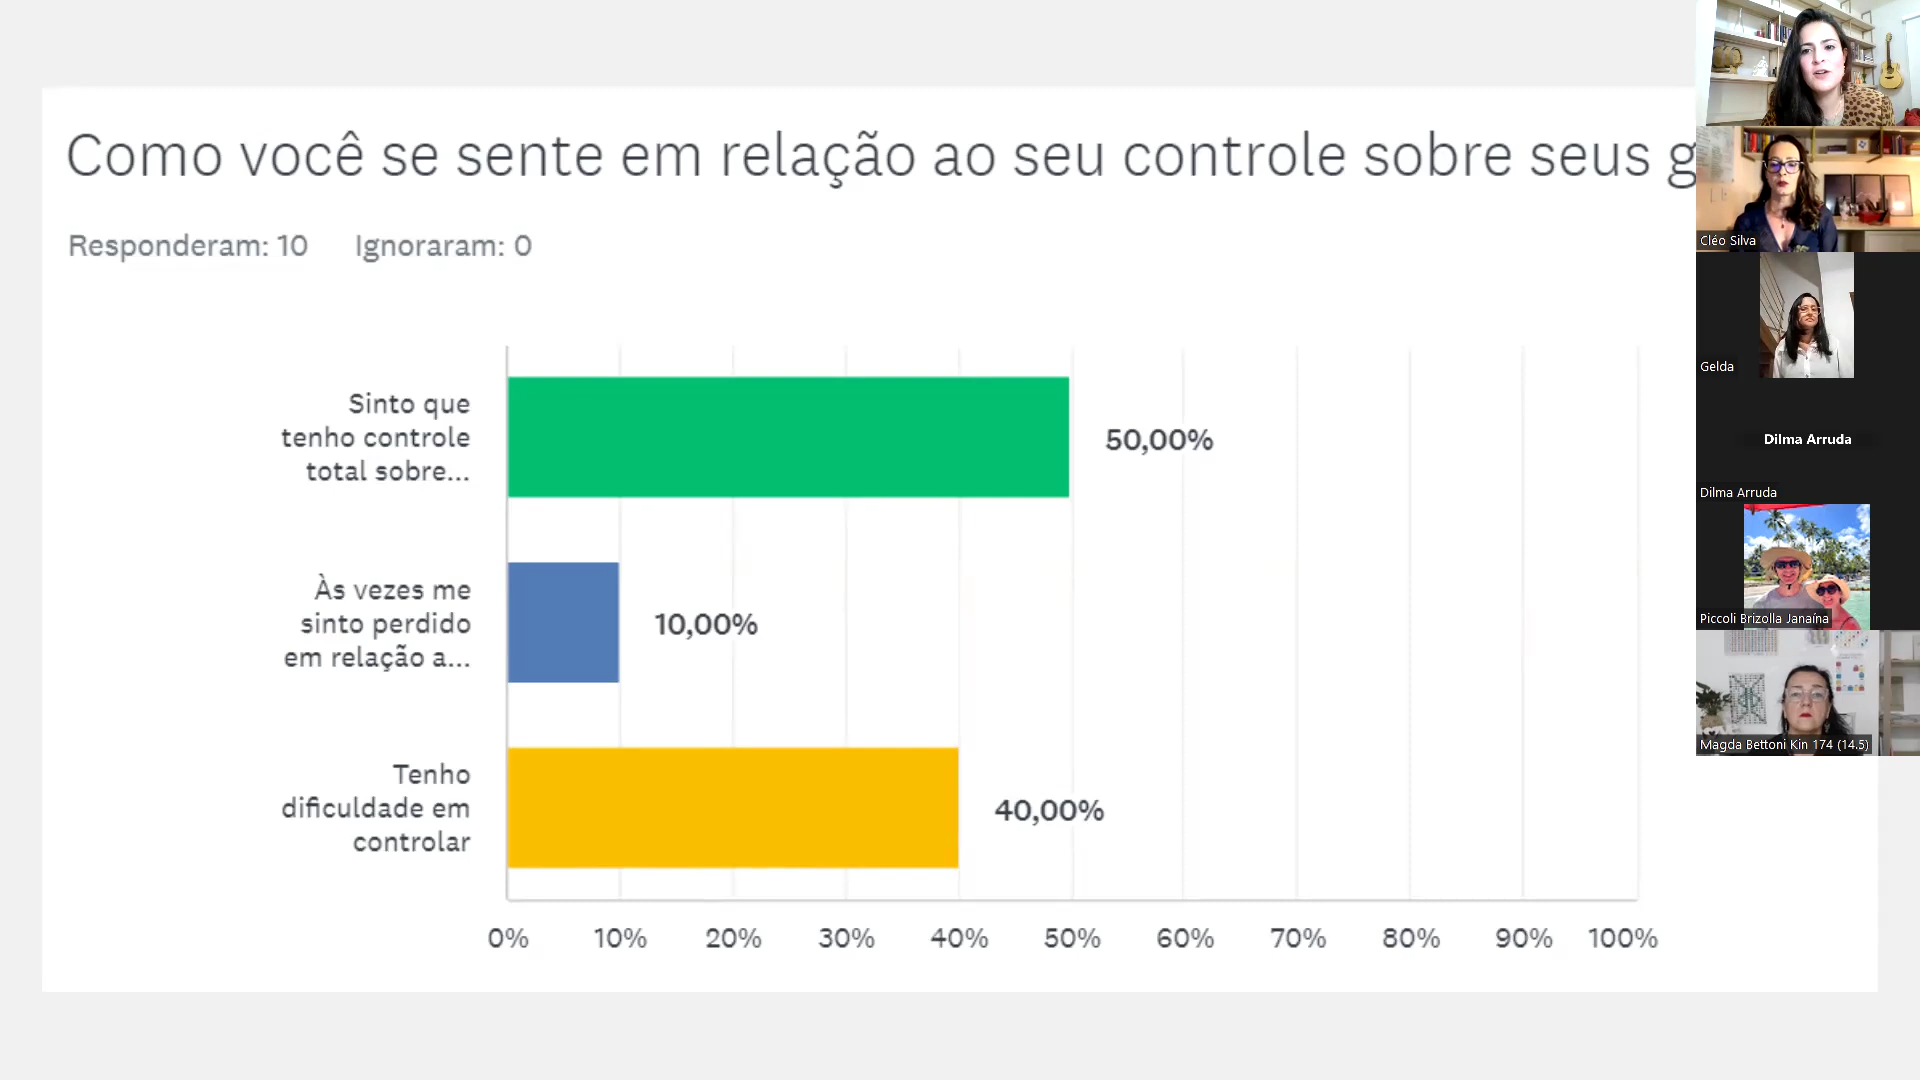 Como você se sente em relação ao seu controle sobre seus g
Responderam: 10 Ignoraram: 0
Sinto que
tenho controle
total sobre...
50,00%
Às vezes me
sinto perdido
em relação a...
10,00%
Tenho
dificuldade em
controlar
40,00%
0% 10% 20% 30% 40% 50% 60% 70% 80% 90% 100%
Cléo Silva
Gelda
Dilma Arruda
Dilma Arruda
Piccoli Brizolla Janaína
Magda Bettoni Kin 174 (14.5)